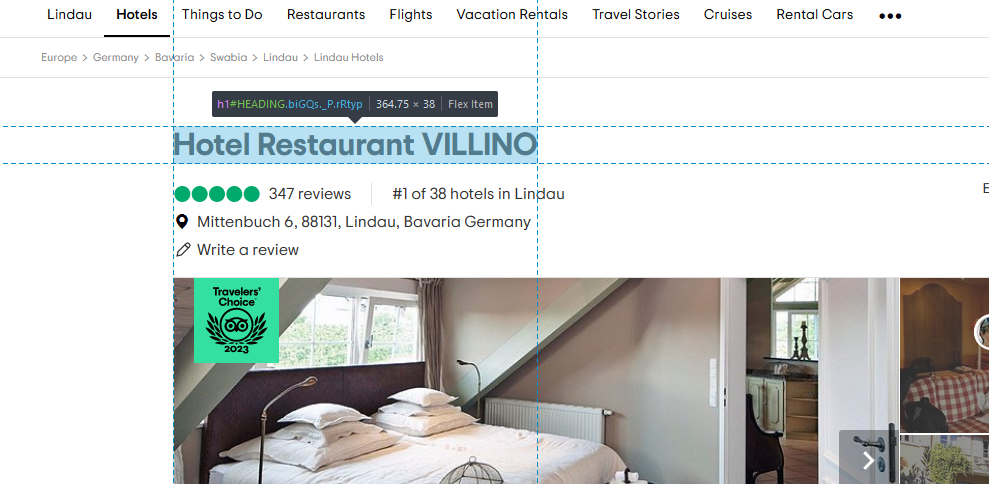 Lindau Hotels Things to Do Restaurants Flights Vacation Rentals Travel Stories Cruises Rental Cars •••
Europe > Germany > Bavaria > Swabia > Lindau > Lindau Hotels
h1#HEADING.biGQs._P.rRtyp 364.75 × 38 Flex Item
Hotel Restaurant VILLINO
347 reviews #1 of 38 hotels in Lindau
E
Mittenbuch 6, 88131, Lindau, Bavaria Germany
Write a review
Travelers'
Choice
2023